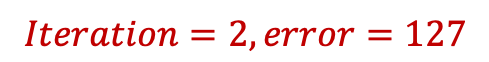 Iteration = 2, error = 127